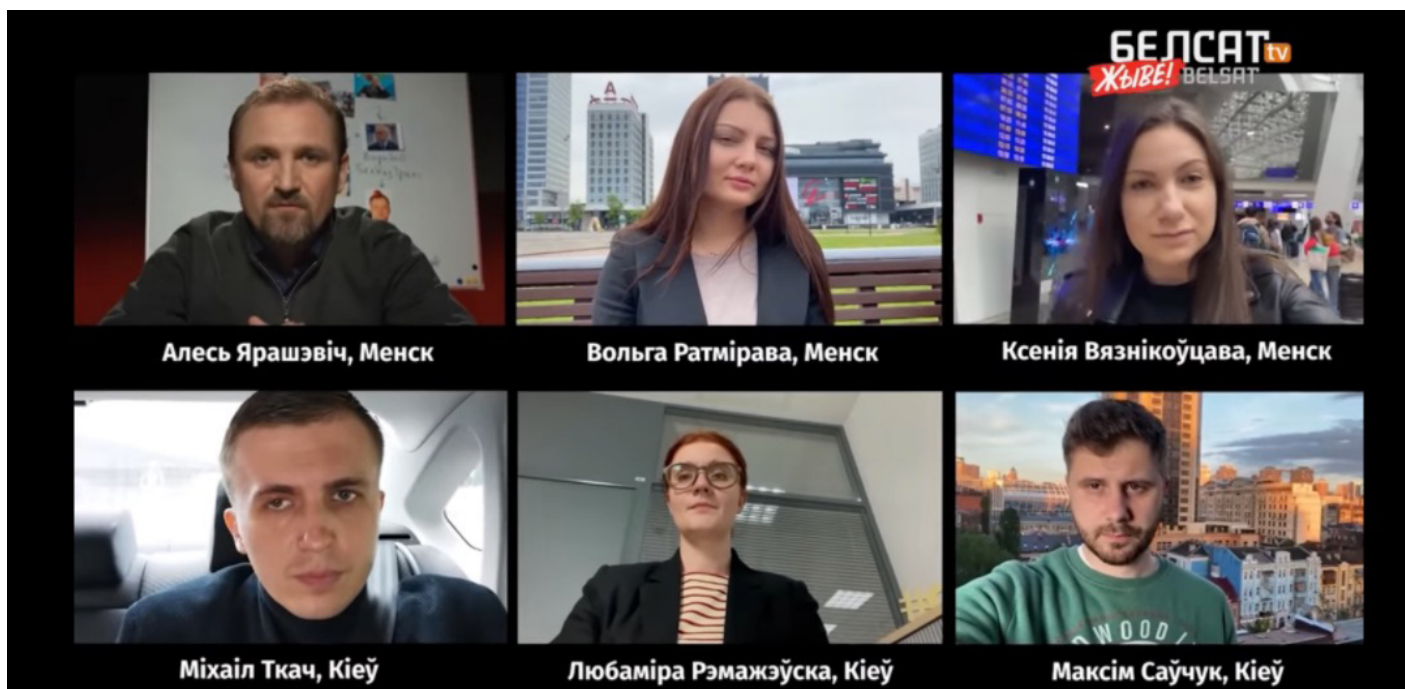 БЕЛСАТ tv
ЖЫВЕ! BELSAT
Алесь Ярашэвіч, Менск
Вольга Ратмірава, Менск
Ксенія Вязнікоўцава, Менск
Міхаіл Ткач, Кіеў
Любаміра Рэмажэўска, Кіеў
Максім Саўчук, Кіеў